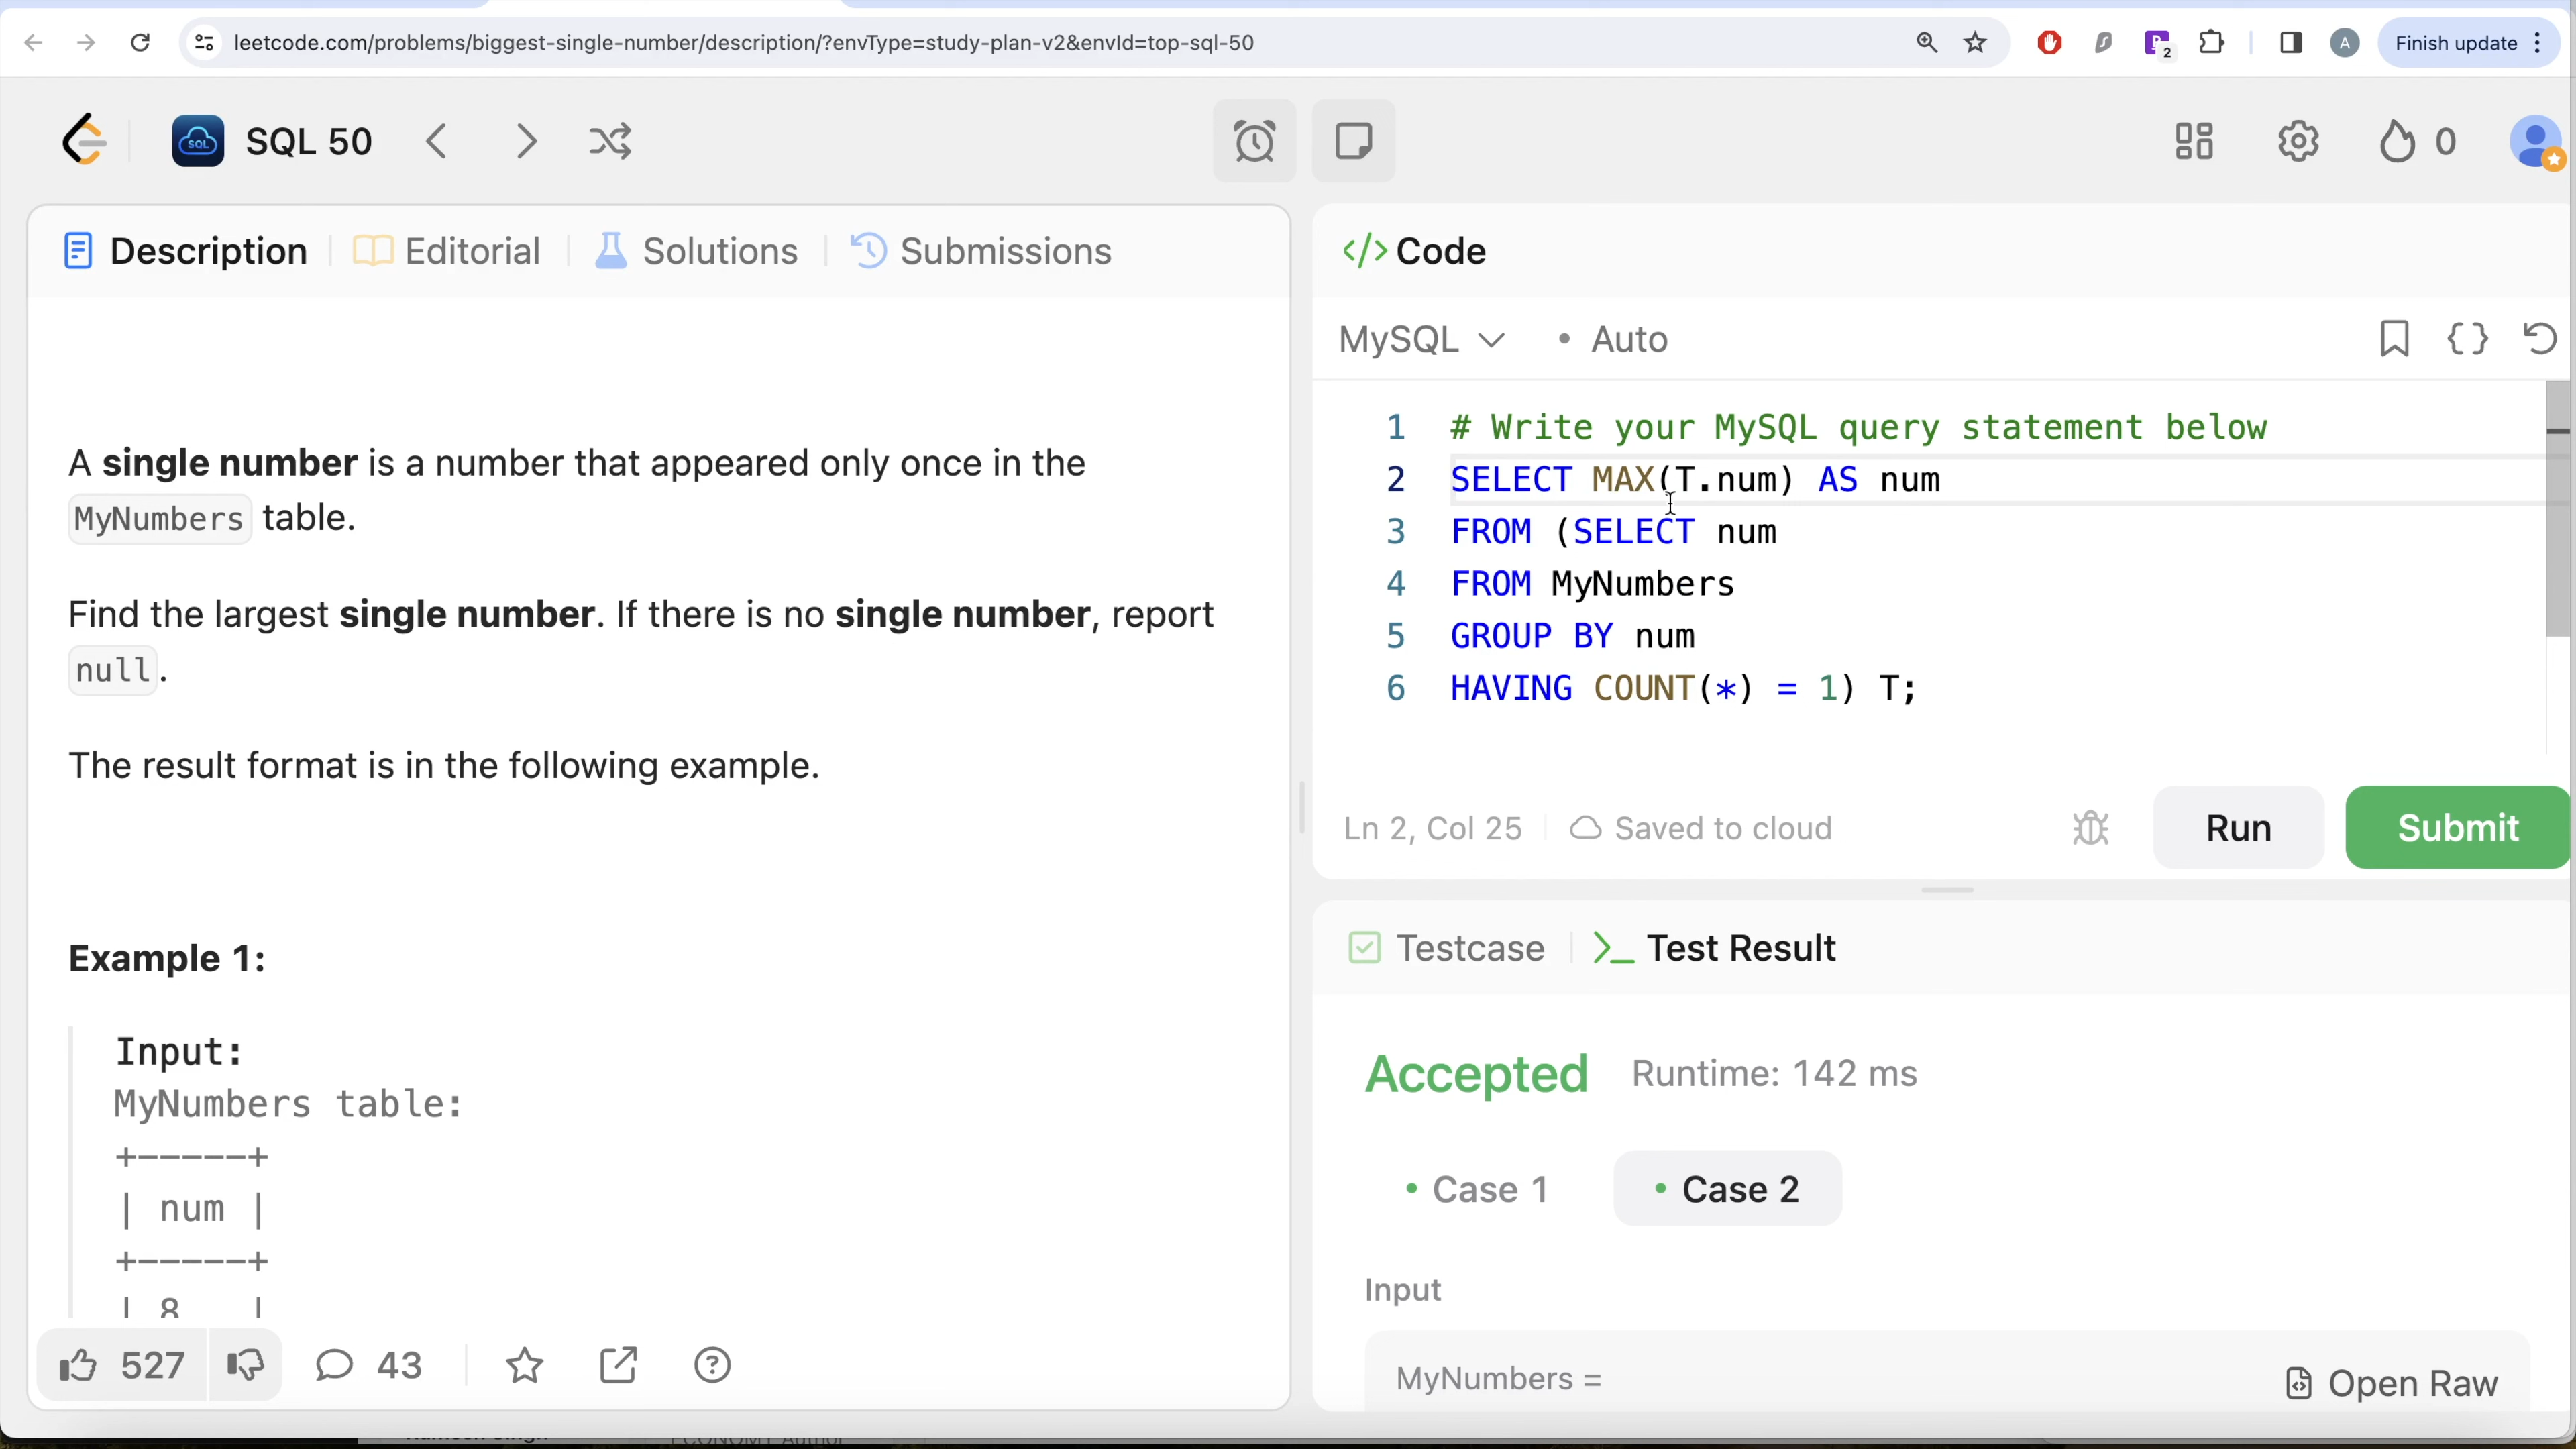 leetcode.com/problems/biggest-single-number/description/?envType=study-plan-v2&envId=top-sql-50
2
A
Finish update
SQL
SQL 50
0
Description
Editorial
Solutions
Submissions
A single number is a number that appeared only once in the
MyNumbers table.
Find the largest single number. If there is no single number, report
null.
The result format is in the following example.
Example 1:
Input:
MyNumbers table:
+-----+
| num |
+-----+
| 8 |
527
43
Code
MySQL
• Auto
1 # Write your MySQL query statement below
2 SELECT MAX(T.num) AS num
3 FROM (SELECT num
4 FROM MyNumbers
5 GROUP BY num
6 HAVING COUNT(*) = 1) T;
Ln 2, Col 25
Saved to cloud
Run
Submit
Testcase
Test Result
Accepted
Runtime: 142 ms
• Case 1
• Case 2
Input
MyNumbers =
Open Raw